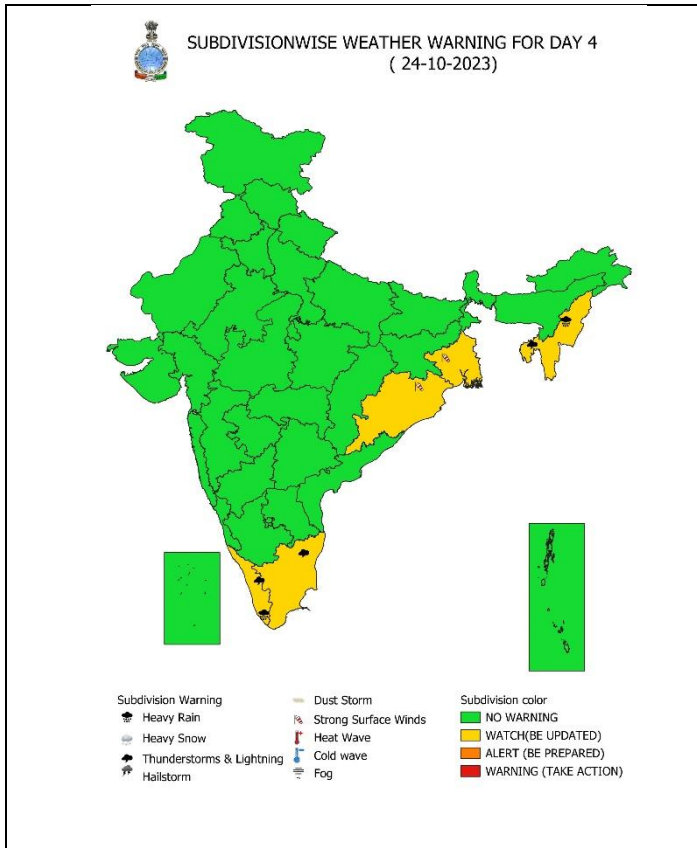 SUBDIVISIONWISE WEATHER WARNING FOR DAY 4
( 24-10-2023)
Subdivision Warning
Heavy Rain
Heavy Snow
Thunderstorms & Lightning
Hailstorm
Dust Storm
Strong Surface Winds
Heat Wave
Cold wave
Fog
Subdivision color
NO WARNING
WATCH(BE UPDATED)
ALERT (BE PREPARED)
WARNING (TAKE ACTION)